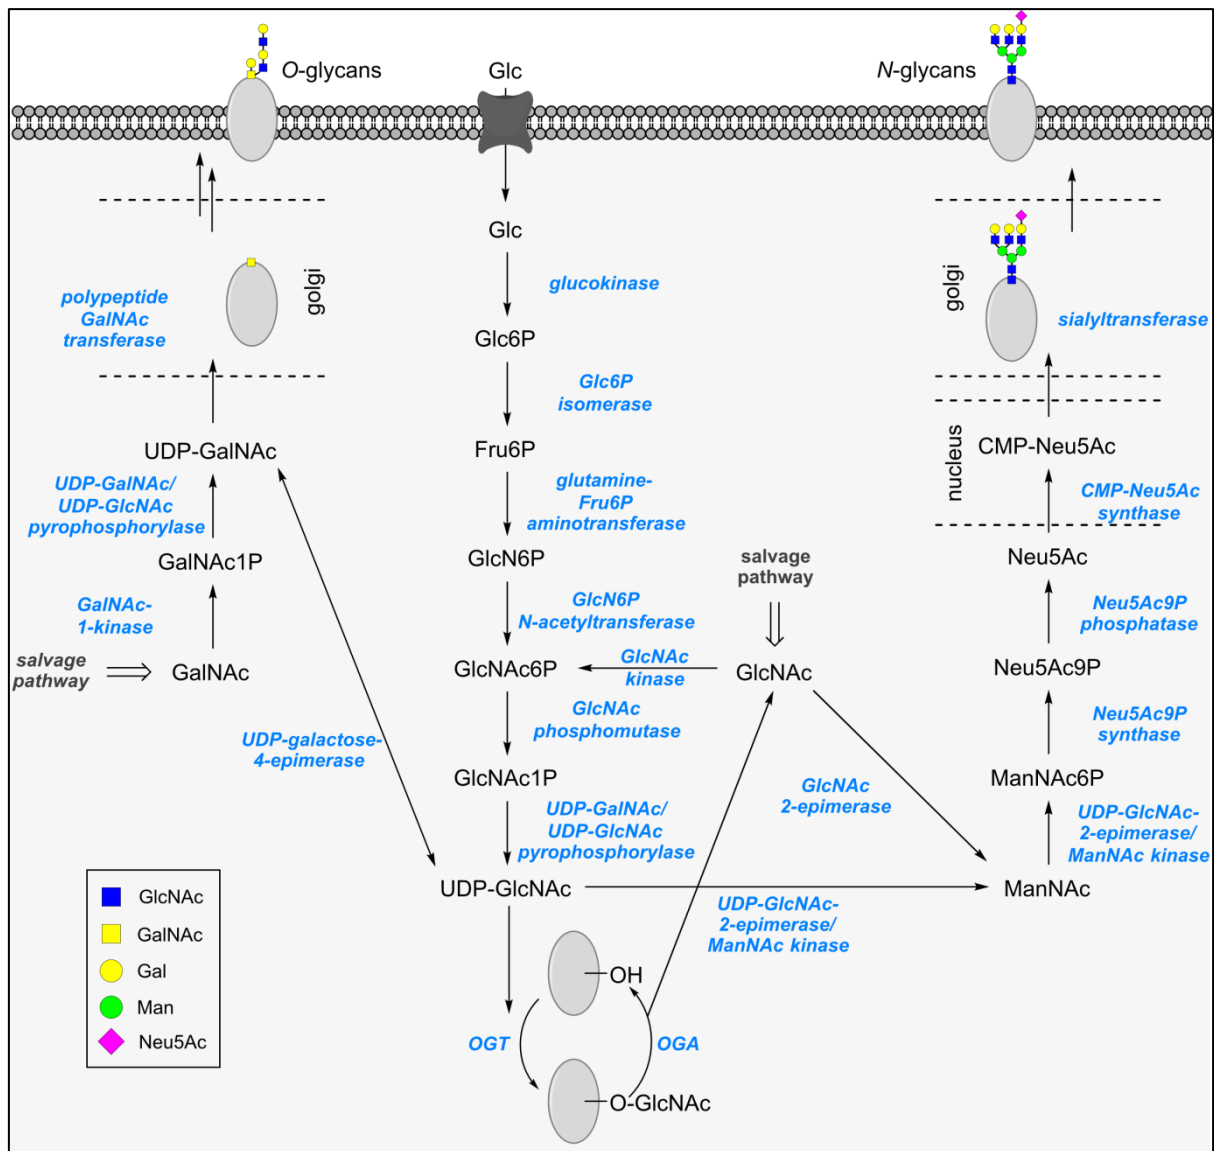 O-glycans
Glc
N-glycans
Glc
golgi
golgi
glucokinase
polypeptide
GalNAc
transferase
sialyltransferase
Glc6P
Glc6P
isomerase
UDP-GalNAc
Fru6P
nucleus
CMP-Neu5Ac
UDP-GalNAc/
UDP-GlcNAc
pyrophosphorylase
glutamine-
Fru6P
aminotransferase
CMP-Neu5Ac
synthase
GalNAc1P
GlcN6P
salvage
pathway
Neu5Ac
GalNAc-
1-kinase
GlcN6P
N-acetyltransferase
Neu5Ac9P
phosphatase
salvage
pathway
GalNAc
GlcNAc6P
GlcNAc
kinase
GlcNAc
Neu5Ac9P
GlcNAc
phosphomutase
Neu5Ac9P
synthase
UDP-galactose-
4-epimerase
GlcNAc1P
GlcNAc
2-epimerase
ManNAc6P
UDP-GalNAc/
UDP-GlcNAc
pyrophosphorylase
UDP-GlcNAc-
2-epimerase/
ManNAc kinase
UDP-GlcNAc
ManNAc
UDP-GlcNAc-
2-epimerase/
ManNAc kinase
GlcNAc
GalNAc
Gal
Man
Neu5Ac
OH
OGT
OGA
O-GlcNAc